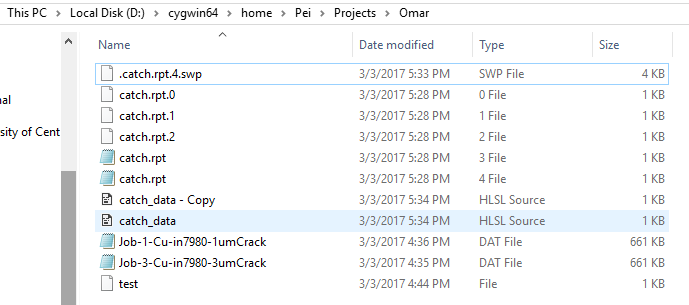 This PC > Local Disk (D:) > cygwin64 > home > Pei > Projects > Omar
Name Date modified Type Size
.catch.rpt.4.swp 3/3/2017 5:33 PM SWP File 4 KB
catch.rpt.0 3/3/2017 5:28 PM 0 File 1 KB
nal catch.rpt.1 3/3/2017 5:28 PM 1 File 1 KB
versity of Cent catch.rpt.2 3/3/2017 5:28 PM 2 File 1 KB
catch.rpt 3/3/2017 5:28 PM 3 File 1 KB
catch.rpt 3/3/2017 5:28 PM 4 File 1 KB
catch_data - Copy 3/3/2017 5:34 PM HLSL Source 1 KB
catch_data 3/3/2017 5:34 PM HLSL Source 1 KB
Job-1-Cu-in7980-1umCrack 3/3/2017 4:36 PM DAT File 661 KB
Job-3-Cu-in7980-3umCrack 3/3/2017 4:35 PM DAT File 661 KB
test 3/3/2017 4:44 PM File 1 KB